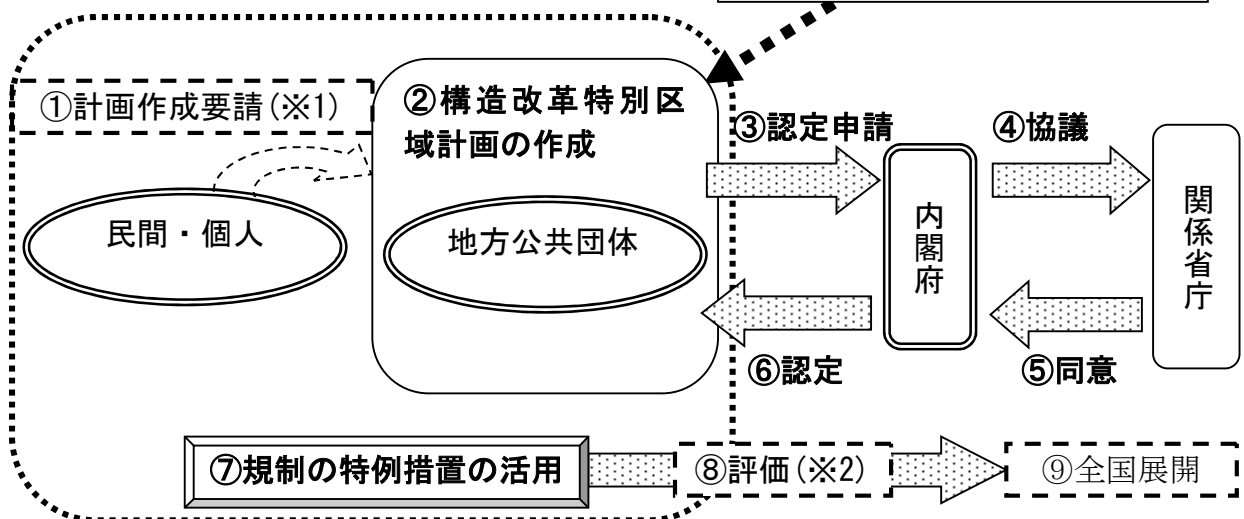 ①計画作成要請(※1)
②構造改革特別区
域計画の作成
③認定申請
④協議
民間・個人
地方公共団体
内閣府
関係省庁
⑥認定
⑤同意
⑦規制の特例措置の活用
⑧評価(※2)
⑨全国展開